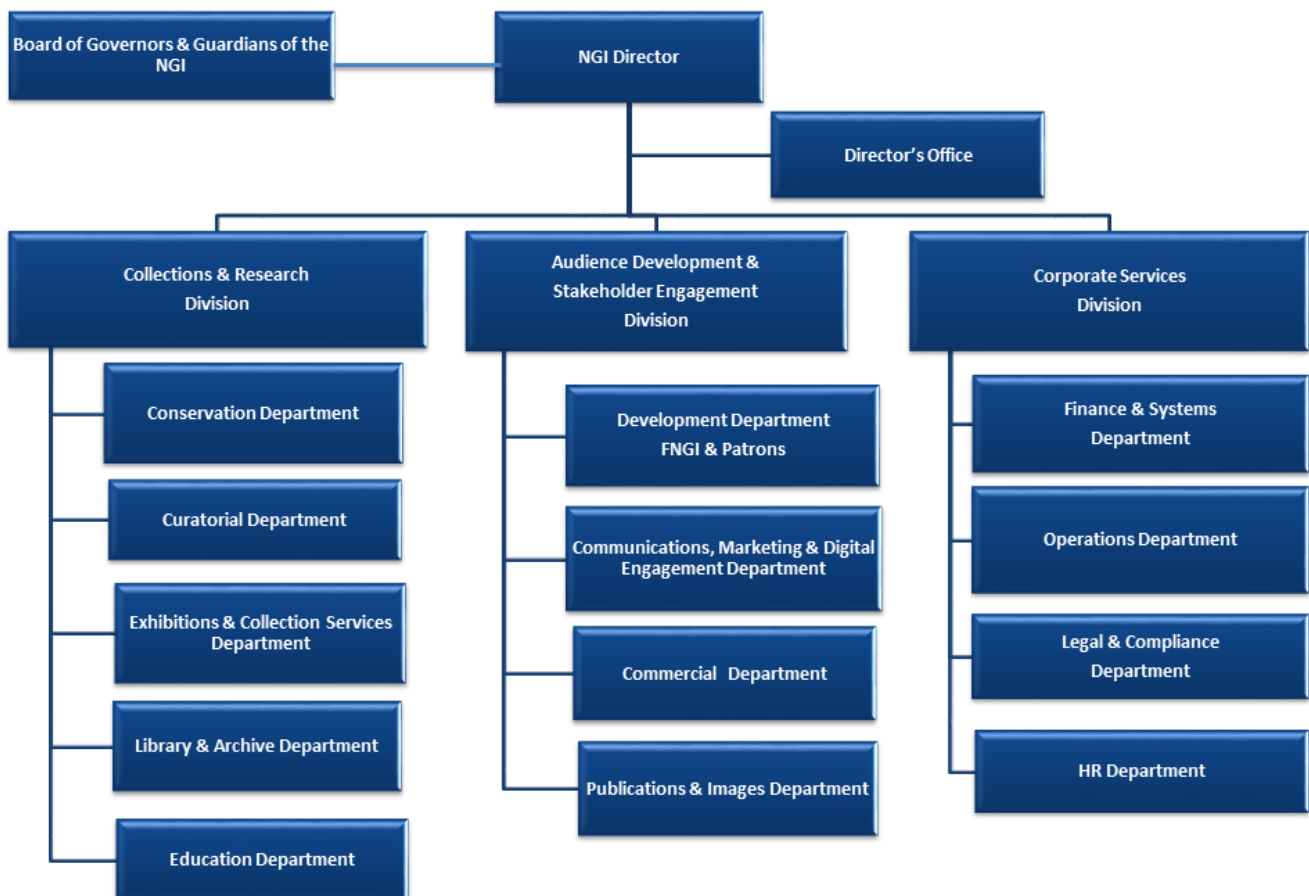 Board of Governors & Guardians of the
NGI
NGI Director
Director's Office
Collections & Research
Division
Conservation Department
Curatorial Department
Exhibitions & Collection Services
Department
Library & Archive Department
Education Department
Audience Development &
Stakeholder Engagement
Division
Development Department
FNGI & Patrons
Communications, Marketing & Digital
Engagement Department
Commercial Department
Publications & Images Department
Corporate Services
Division
Finance & Systems
Department
Operations Department
Legal & Compliance
Department
HR Department